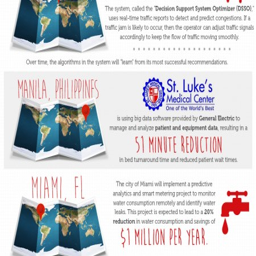 The system, called the "Decision Support System Optimizer (DSSO),"
uses real-time traffic reports to detect and predict congestions. If a
traffic jam is likely to occur, then the operator can adjust traffic signals
accordingly to keep the flow of traffic moving smoothly.
Over time, the algorithms in the system will "learn" from its most successful recommendations.
MANILA, PHILIPPINES
St. Luke's
Medical Center
One of the World's Best
is using big data software provided by General Electric to
manage and analyze patient and equipment data, resulting in a
51 MINUTE REDUCTION
in bed turnaround time and reduced patient wait times.
MIAMI, FL
The city of Miami will implement a predictive
analytics and smart metering project to monitor
water consumption remotely and identify water
leaks. This project is expected to lead to a 20%
reduction in water consumption and savings of
$1 MILLION PER YEAR.